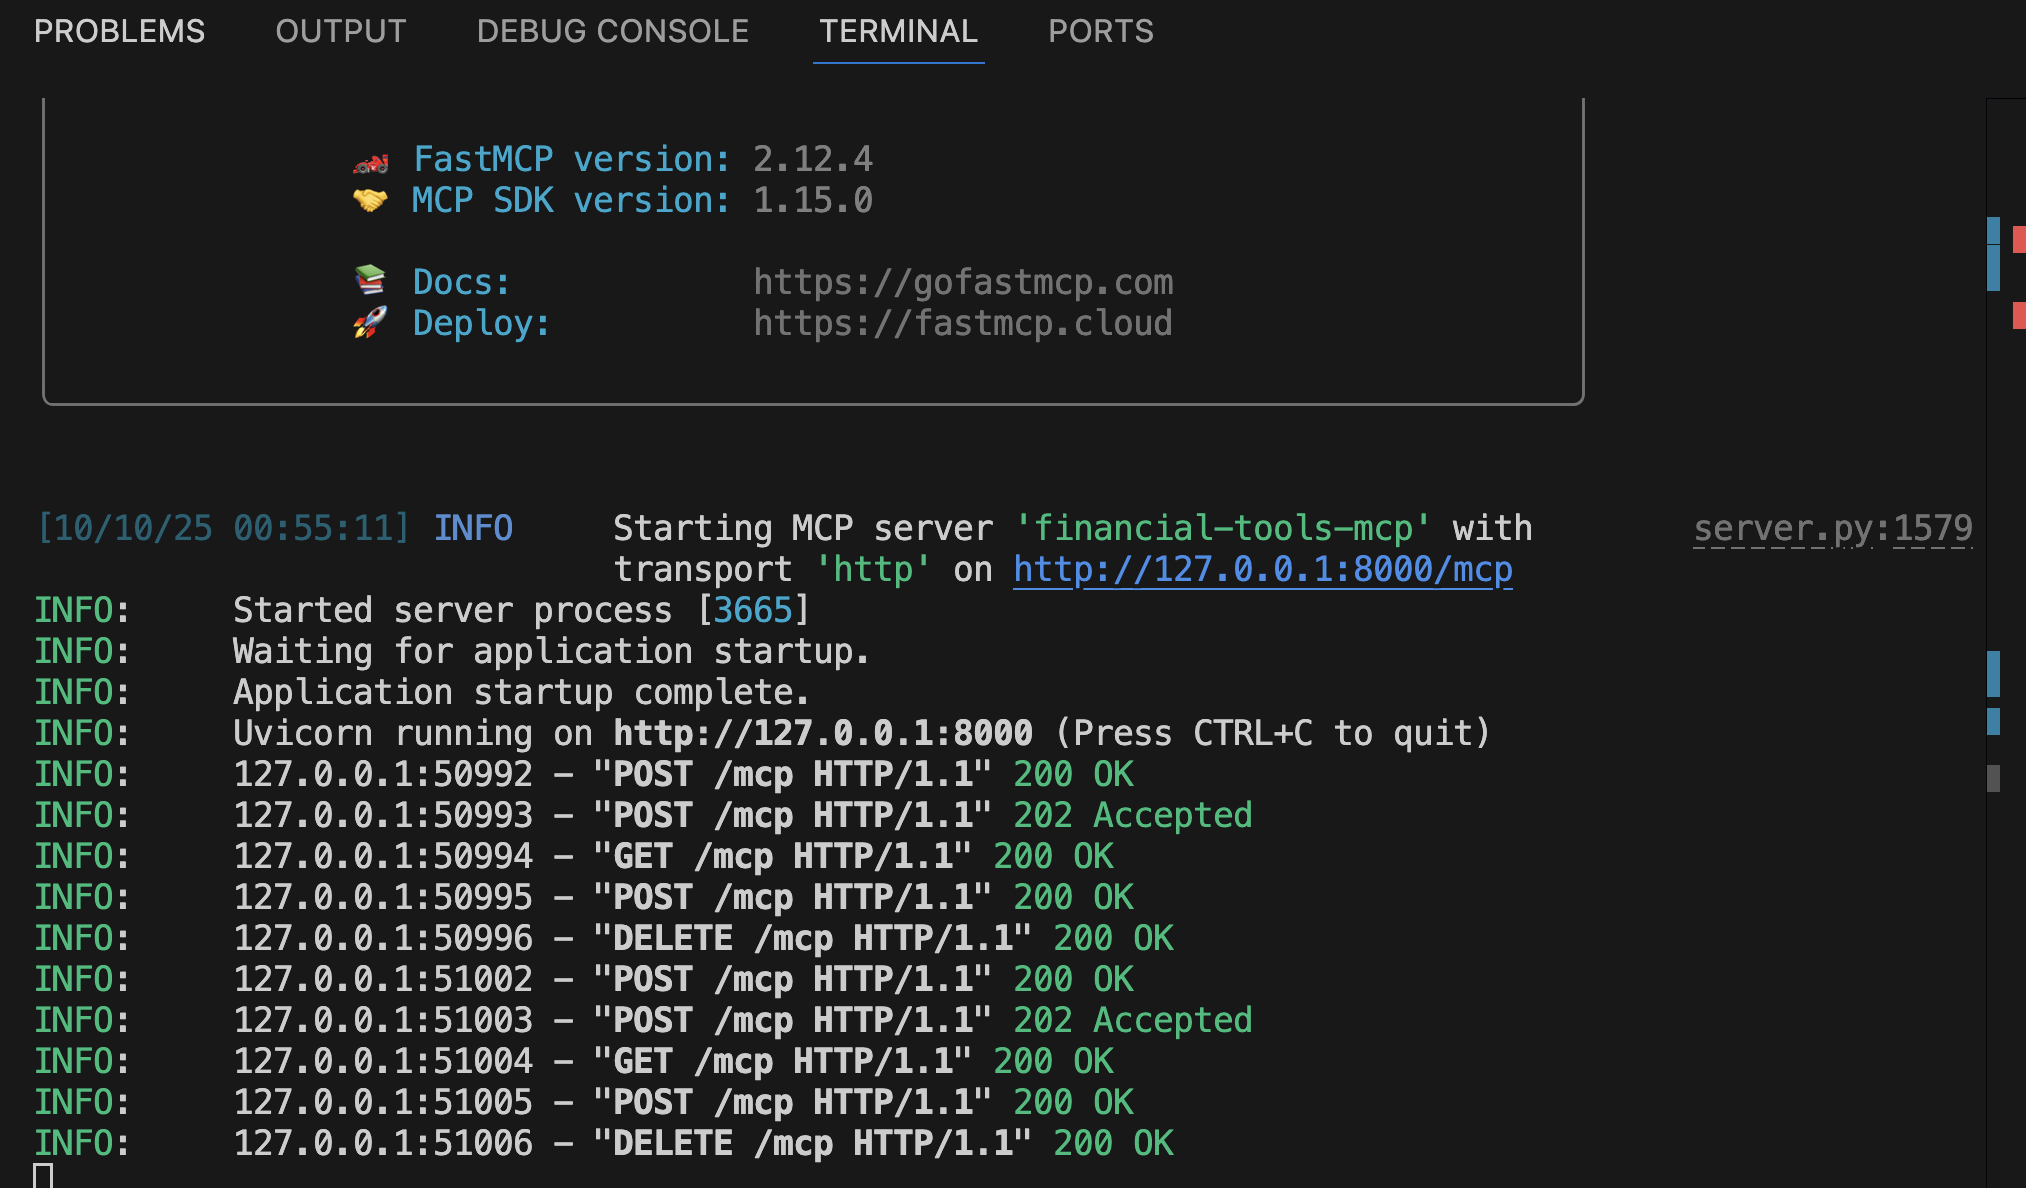 PROBLEMS OUTPUT DEBUG CONSOLE TERMINAL PORTS
FastMCP version: 2.12.4
MCP SDK version: 1.15.0
Docs: https://gofastmcp.com
Deploy: https://fastmcp.cloud
[10/10/25 00:55:11] INFO Starting MCP server 'financial-tools-mcp' with server.py:1579
transport 'http' on http://127.0.0.1:8000/mcp
INFO: Started server process [3665]
INFO: Waiting for application startup.
INFO: Application startup complete.
INFO: Uvicorn running on http://127.0.0.1:8000 (Press CTRL+C to quit)
INFO: 127.0.0.1:50992 – "POST /mcp HTTP/1.1" 200 OK
INFO: 127.0.0.1:50993 – "POST /mcp HTTP/1.1" 202 Accepted
INFO: 127.0.0.1:50994 – "GET /mcp HTTP/1.1" 200 OK
INFO: 127.0.0.1:50995 – "POST /mcp HTTP/1.1" 200 OK
INFO: 127.0.0.1:50996 – "DELETE /mcp HTTP/1.1" 200 OK
INFO: 127.0.0.1:51002 – "POST /mcp HTTP/1.1" 200 OK
INFO: 127.0.0.1:51003 – "POST /mcp HTTP/1.1" 202 Accepted
INFO: 127.0.0.1:51004 – "GET /mcp HTTP/1.1" 200 OK
INFO: 127.0.0.1:51005 – "POST /mcp HTTP/1.1" 200 OK
INFO: 127.0.0.1:51006 – "DELETE /mcp HTTP/1.1" 200 OK